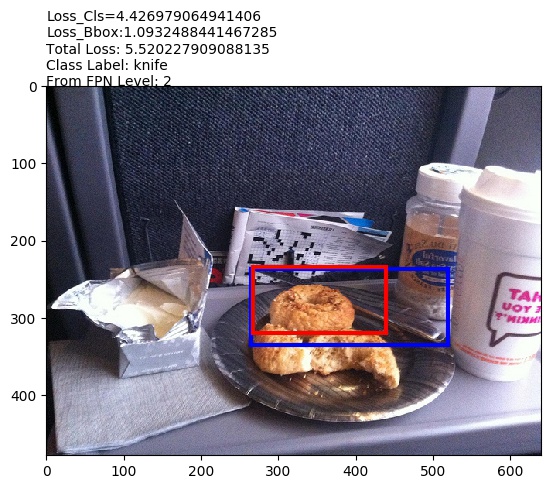 Loss_Cls=4.426979064941406
Loss_Bbox:1.0932488441467285
Total Loss: 5.520227909088135
Class Label: knife
From FPN Level: 2
0
100
200
300
400
0
100
200
300
400
500
600